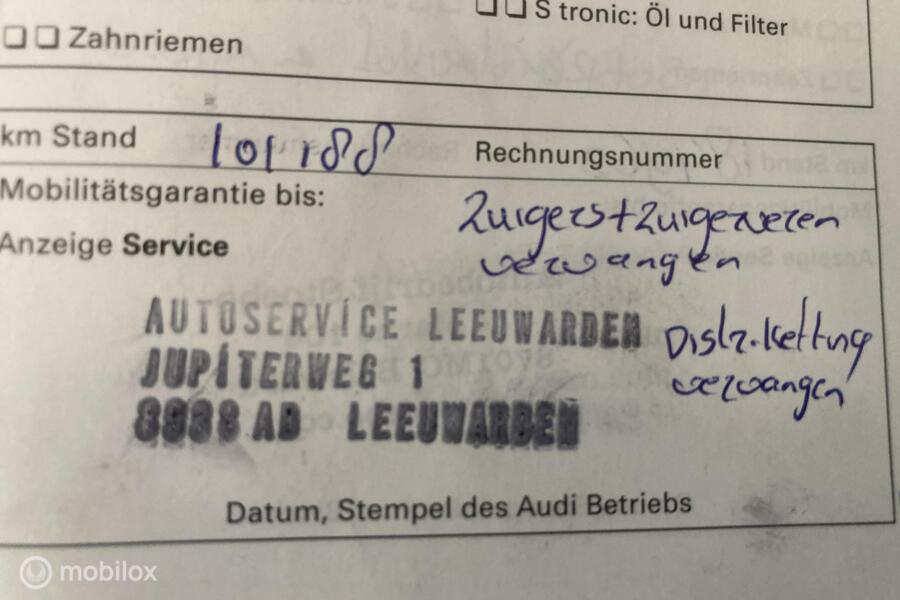 S tronic: Öl und Filter
Zahnriemen
km Stand 101188 Rechnungsnummer
Mobilitätsgarantie bis:
Zuigers + Zuigerveren
vervangen
Anzeige Service
AUTOSERVICE LEEUWARDEN
JUPITERWEG 1
8938 AD LEEUWARDEN
Distr. Ketting
vervangen
Datum, Stempel des Audi Betriebs
mobilox